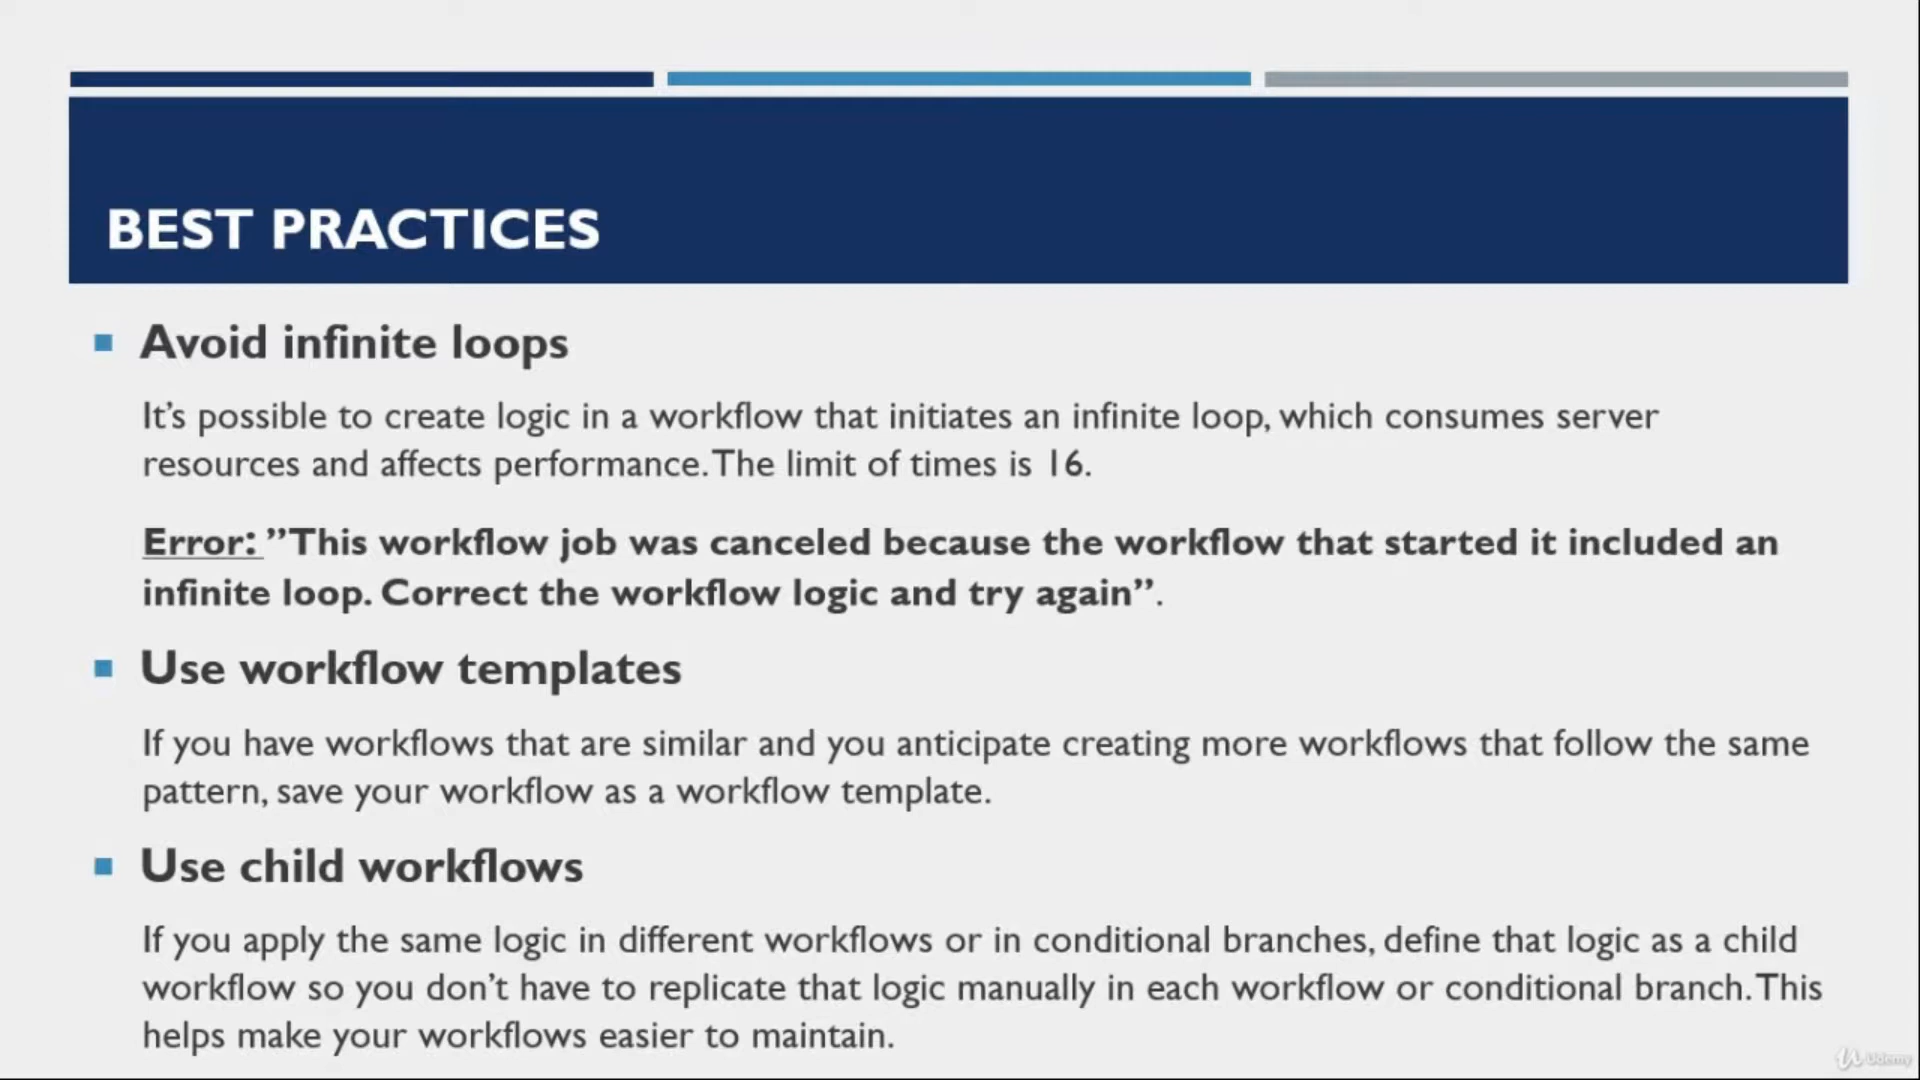 BEST PRACTICES
Avoid infinite loops
It’s possible to create logic in a workflow that initiates an infinite loop, which consumes server
resources and affects performance. The limit of times is 16.
Error: ”This workflow job was canceled because the workflow that started it included an
infinite loop. Correct the workflow logic and try again”.
Use workflow templates
If you have workflows that are similar and you anticipate creating more workflows that follow the same
pattern, save your workflow as a workflow template.
Use child workflows
If you apply the same logic in different workflows or in conditional branches, define that logic as a child
workflow so you don’t have to replicate that logic manually in each workflow or conditional branch. This
helps make your workflows easier to maintain.
Udemy